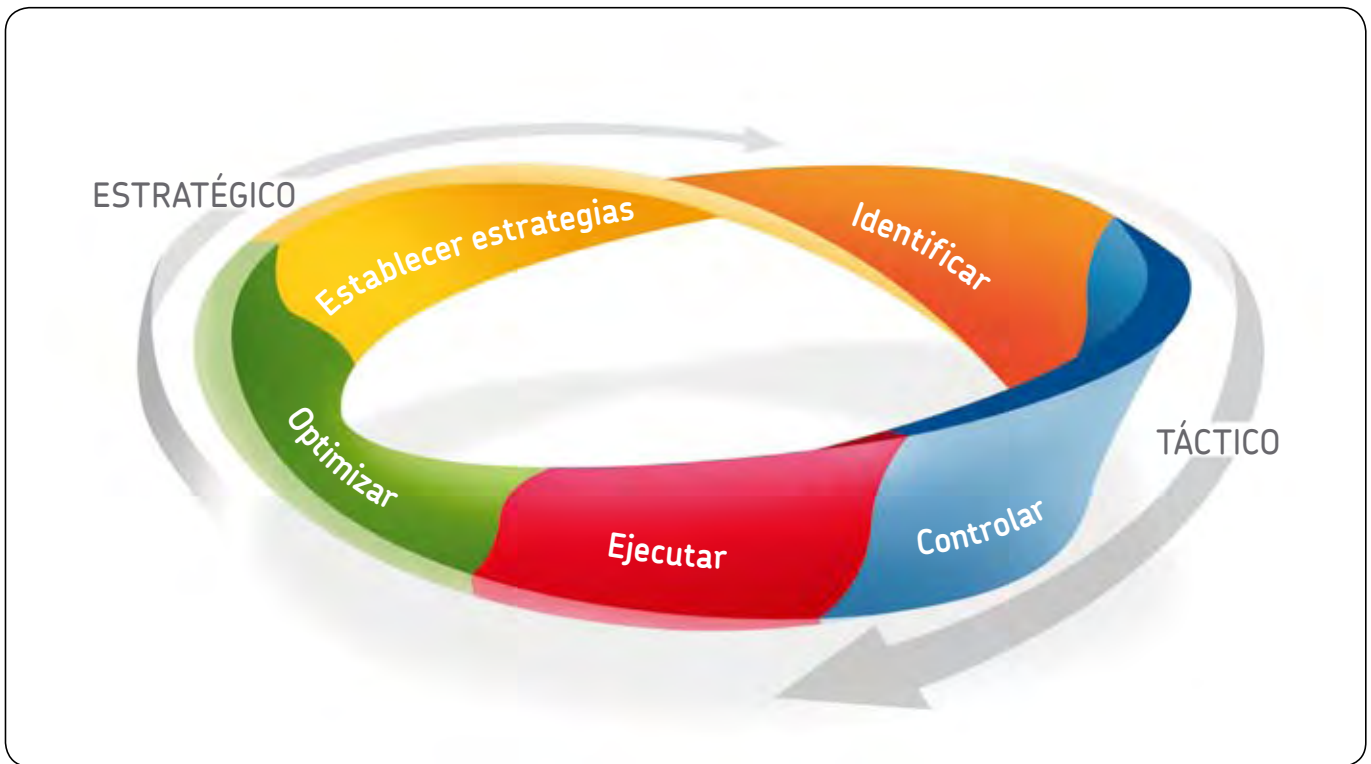 ESTRATÉGICO
Establecer estrategias
Identificar
TÁCTICO
Controlar
Ejecutar
Optimizar